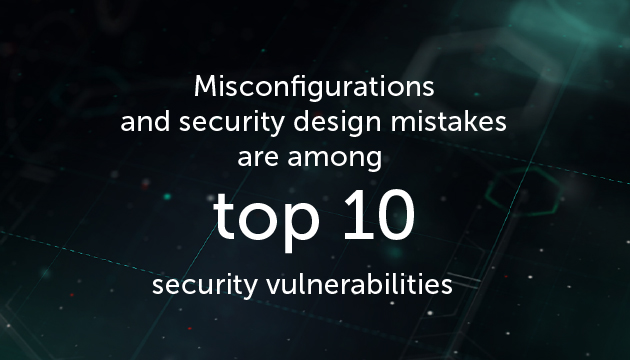 Misconfigurations
and security design mistakes
are among
top 10
security vulnerabilities